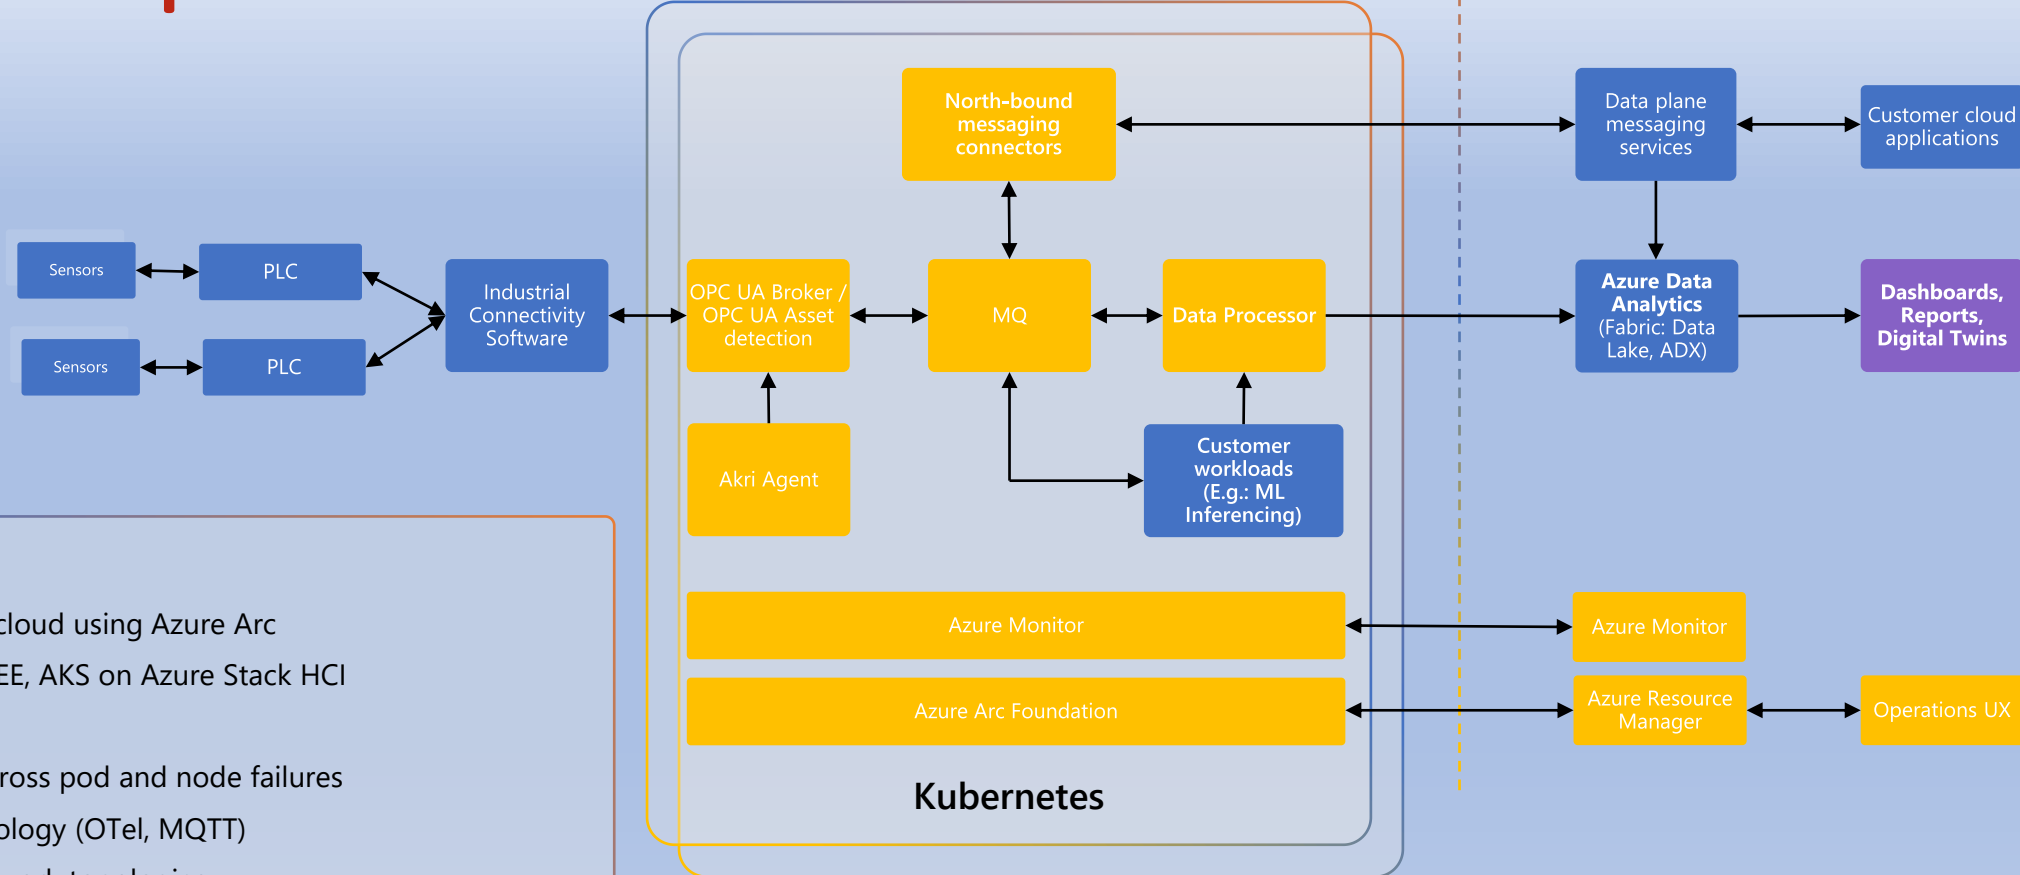 North-bound
messaging
connectors
Data plane
messaging
services
Customer cloud
applications
Sensors
PLC
Sensors
PLC
Industrial
Connectivity
Software
OPC UA Broker /
OPC UA Asset
detection
MQ
Data Processor
Azure Data
Analytics
(Fabric: Data
Lake, ADX)
Dashboards,
Reports,
Digital Twins
Akri Agent
Customer
workloads
(E.g.: ML
Inferencing)
Azure Monitor
Azure Monitor
Azure Arc Foundation
Azure Resource
Manager
Operations UX
Kubernetes
cloud using Azure Arc
EE, AKS on Azure Stack HCI
ross pod and node failures
ology (OTel, MQTT)